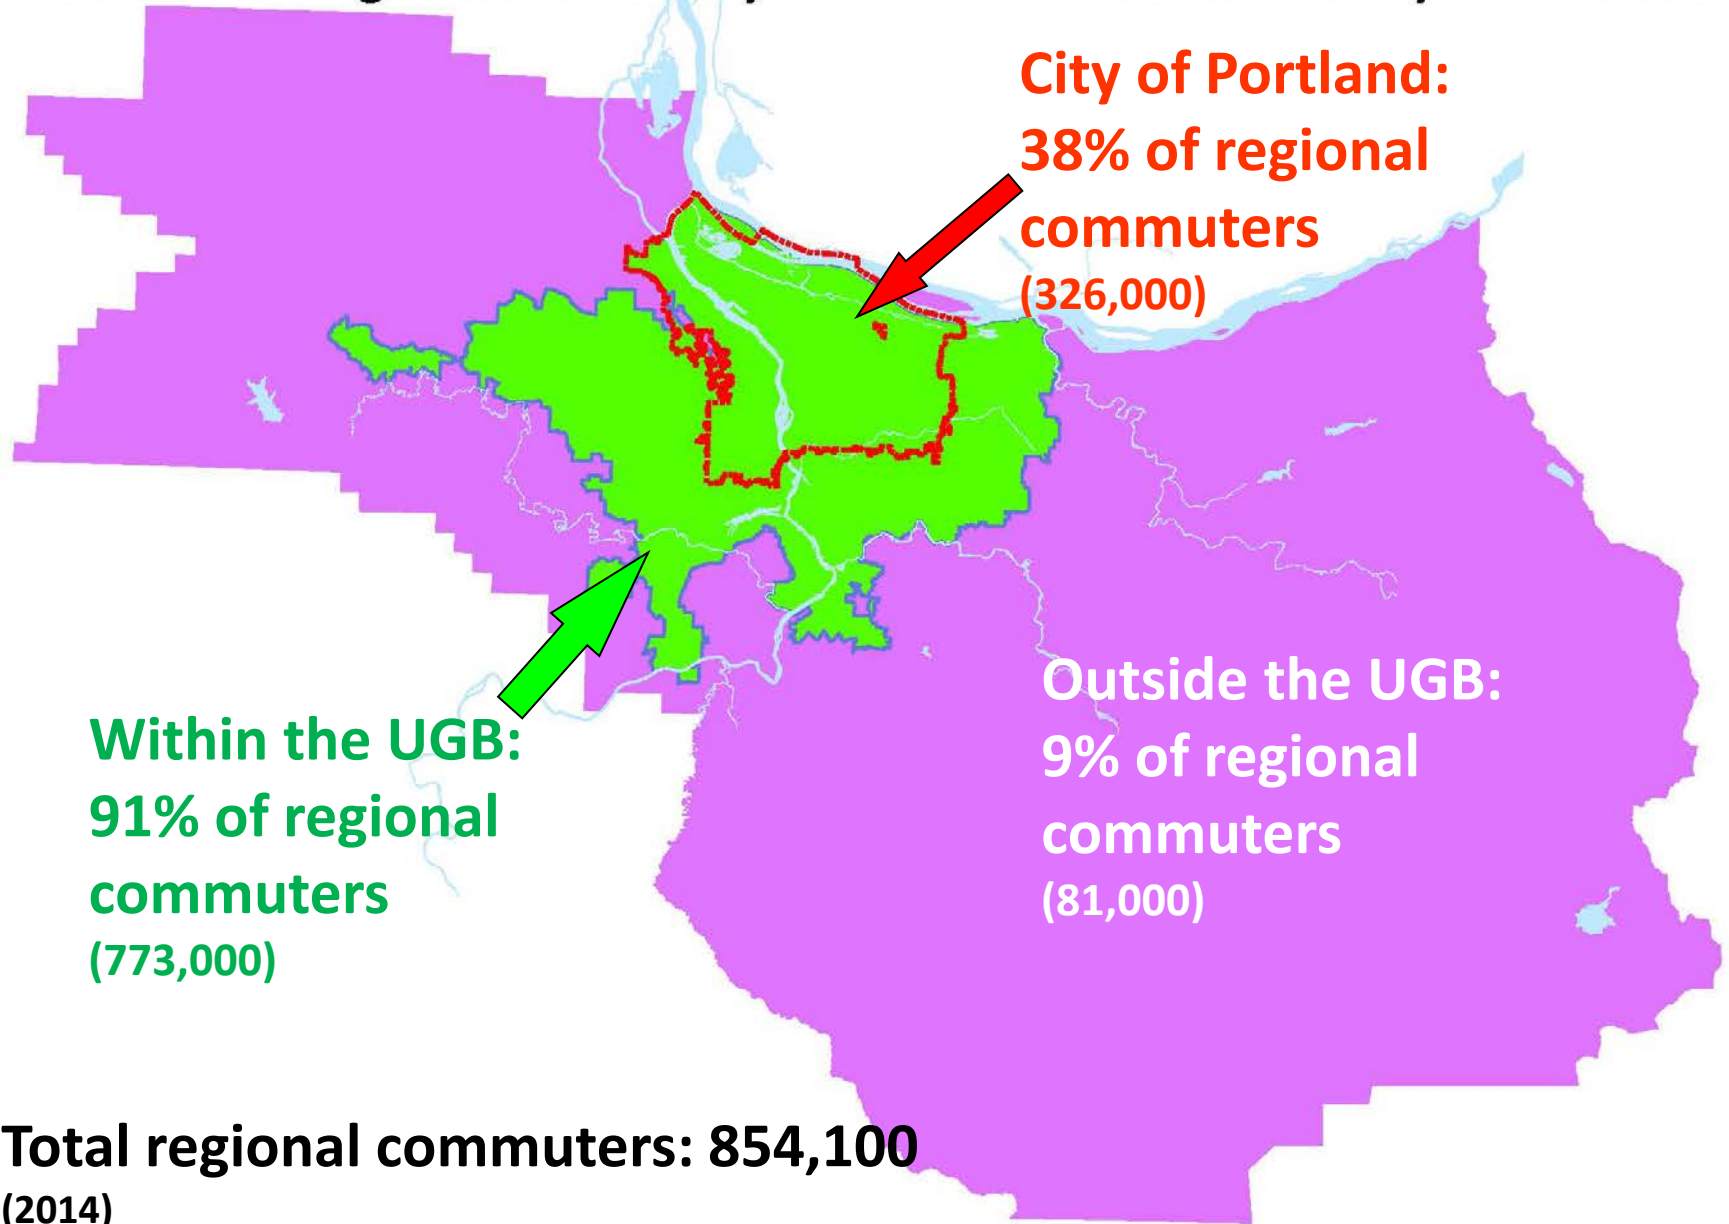 City of Portland:
38% of regional
commuters
(326,000)
Within the UGB:
91% of regional
commuters
(773,000)
Outside the UGB:
9% of regional
commuters
(81,000)
Total regional commuters: 854,100
(2014)